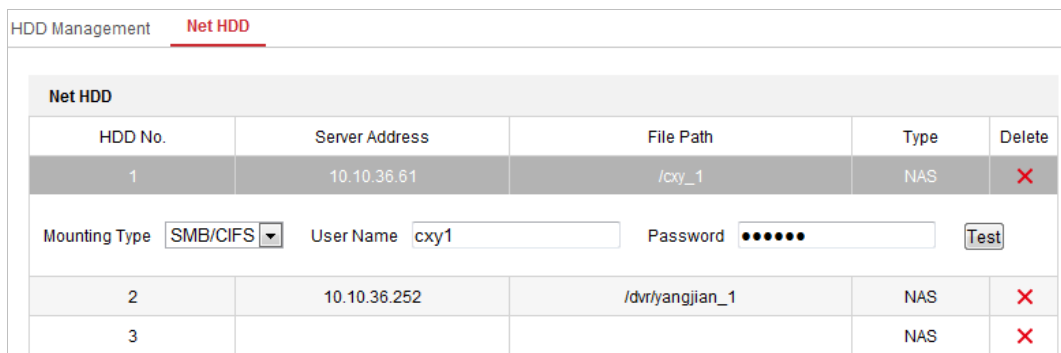 HDD Management Net HDD
Net HDD
HDD No. Server Address File Path Type Delete
1 10.10.36.61 /cxy_1 NAS
Mounting Type SMB/CIFS User Name cxy1 Password ●●●●●● Test
2 10.10.36.252 /dvr/yangjian_1 NAS
3 NAS